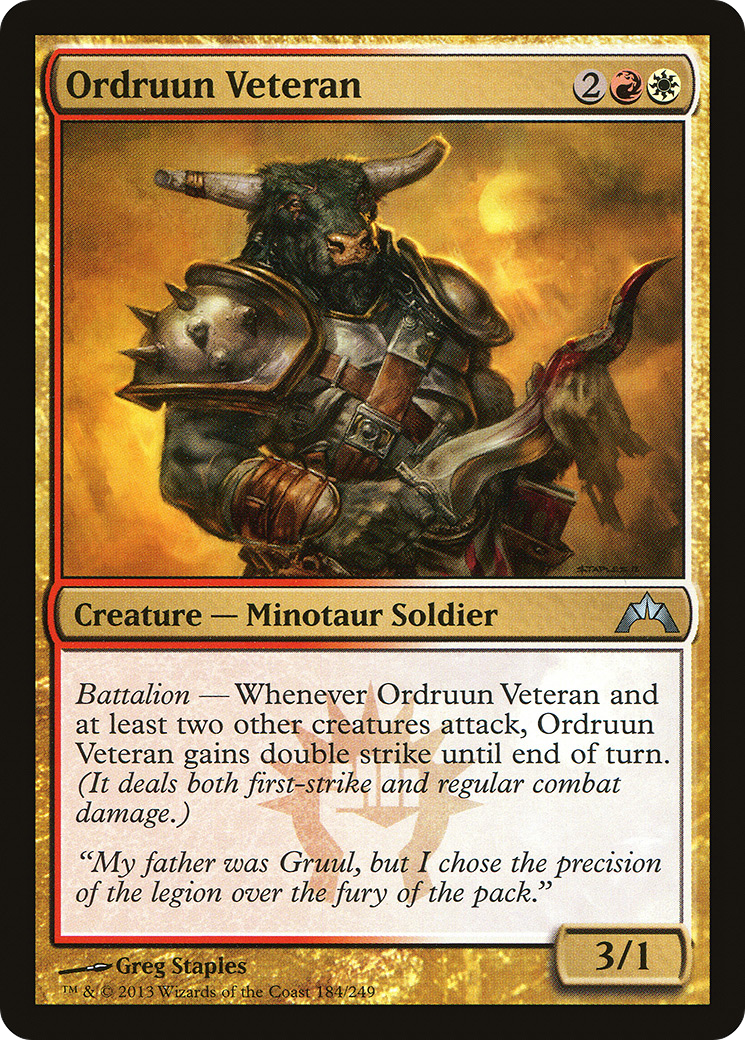 Ordruun Veteran 2
STAPLES 12
Creature — Minotaur Soldier
Battalion — Whenever Ordruun Veteran and
at least two other creatures attack, Ordruun
Veteran gains double strike until end of turn.
(It deals both first-strike and regular combat
damage.)
“My father was Gruul, but I chose the precision
of the legion over the fury of the pack.”
3/1
Greg Staples
™ & © 2013 Wizards of the Coast 184/249